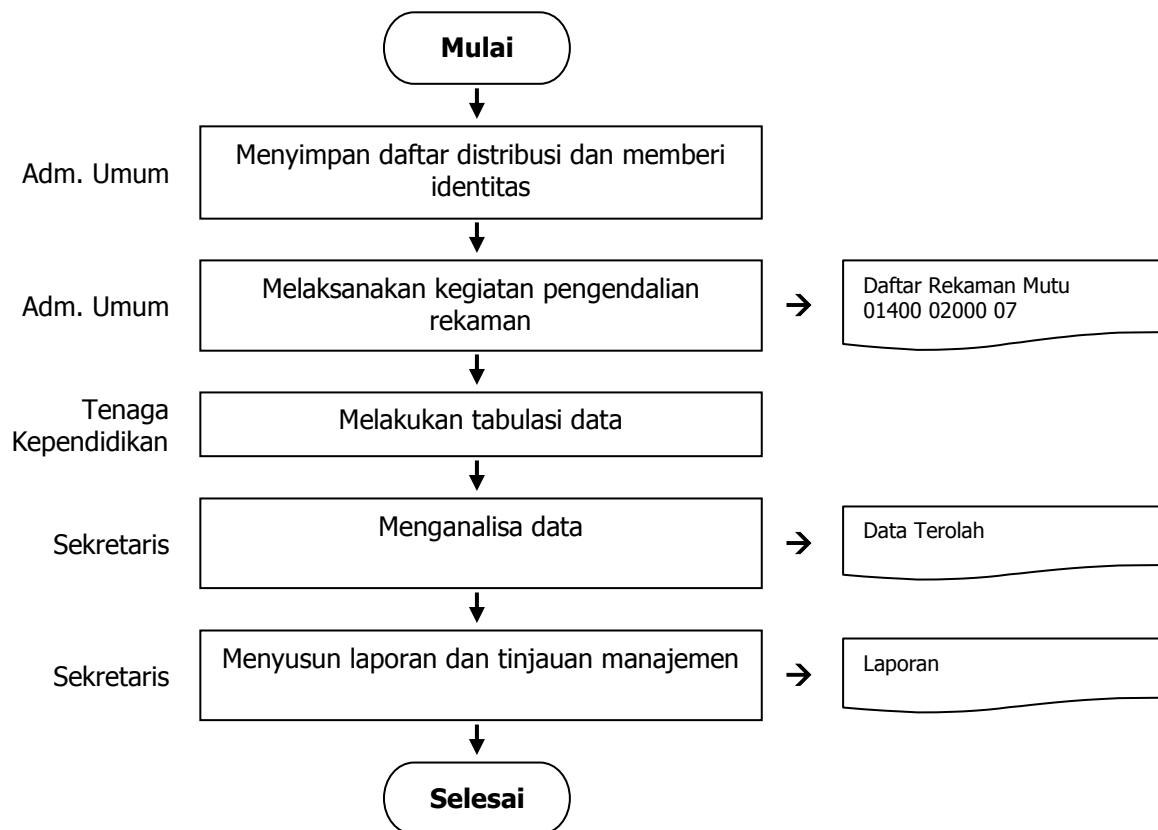 Mulai
Adm. Umum
Menyimpan daftar distribusi dan memberi
identitas
Adm. Umum
Melaksanakan kegiatan pengendalian
rekaman
Daftar Rekaman Mutu
01400 02000 07
Tenaga
Kependidikan
Melakukan tabulasi data
Sekretaris
Menganalisa data
Data Terolah
Sekretaris
Menyusun laporan dan tinjauan manajemen
Laporan
Selesai